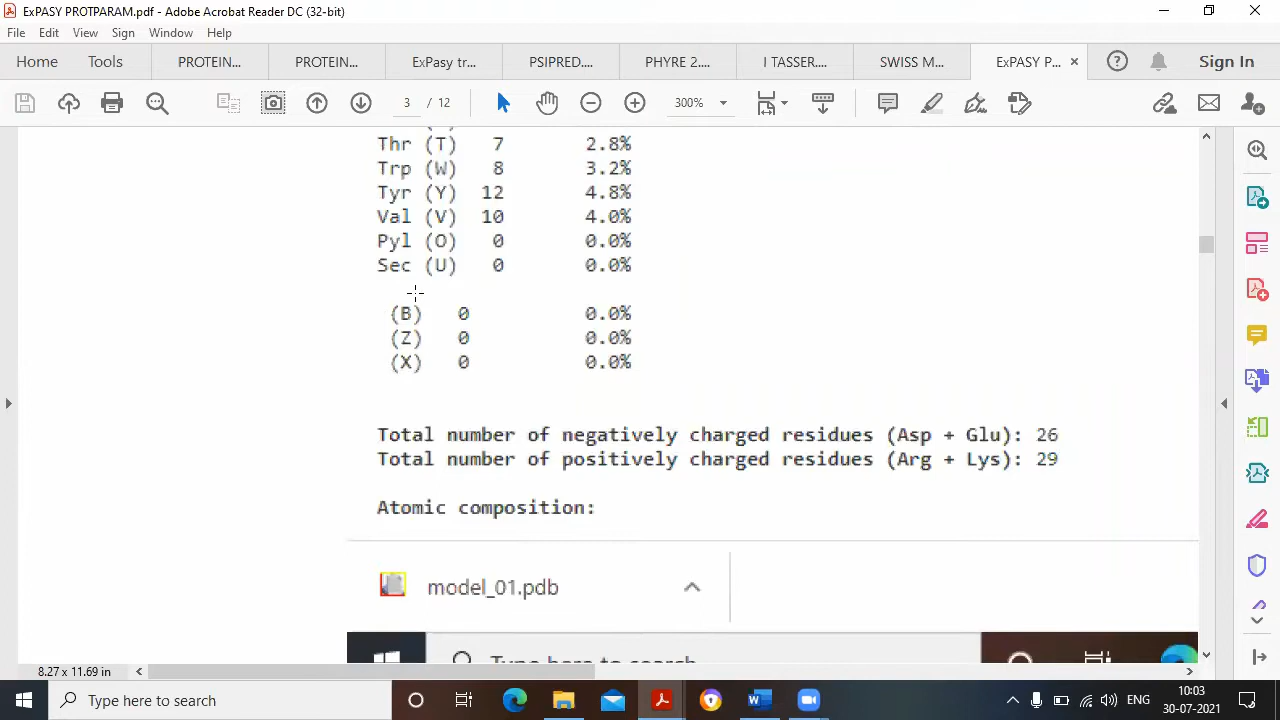 ExPASY PROTPARAM.pdf - Adobe Acrobat Reader DC (32-bit)
File Edit View Sign Window Help
Home Tools PROTEIN... PROTEIN... ExPasy tr... PSIPRED.... PHYRE 2.... I TASSER.... SWISS M... ExPASY P... × Sign In
3 / 12 300%
Thr (T) 7 2.8%
Trp (W) 8 3.2%
Tyr (Y) 12 4.8%
Val (V) 10 4.0%
Pyl (O) 0 0.0%
Sec (U) 0 0.0%
(B) 0 0.0%
(Z) 0 0.0%
(X) 0 0.0%
Total number of negatively charged residues (Asp + Glu): 26
Total number of positively charged residues (Arg + Lys): 29
Atomic composition:
model_01.pdb
Type here to search
8.27 x 11.69 in
Type here to search
ENG
10:03
30-07-2021